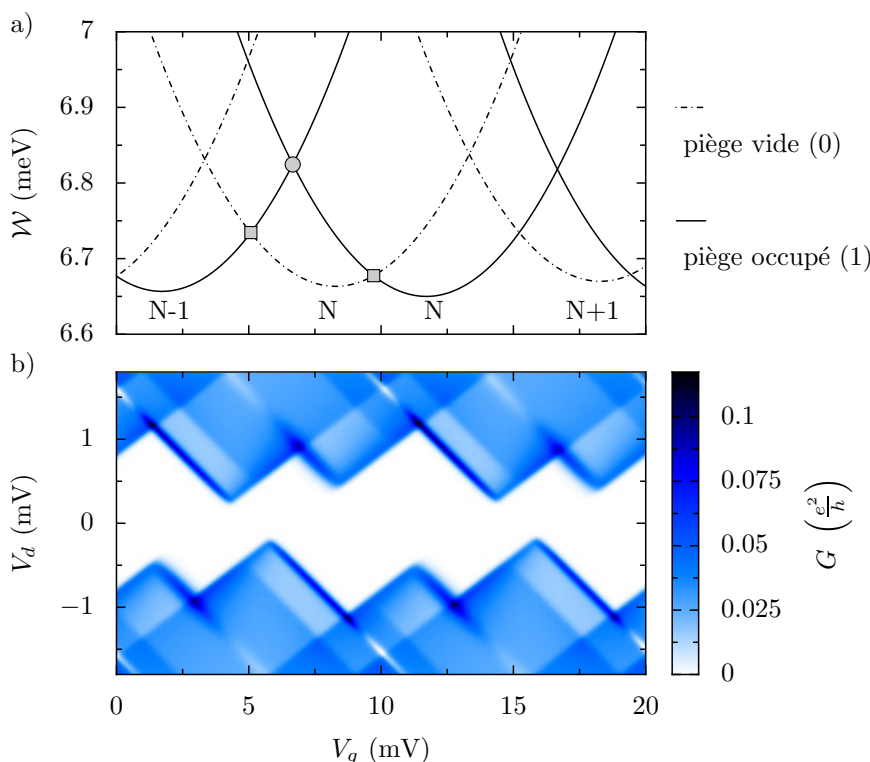 a)
7
6.9
6.8
6.7
6.6
𝒲 (meV)
N-1
N
N
N+1
piège vide (0)
piège occupé (1)
b)
1
0
−1
V_d (mV)
0
5
10
15
20
V_g (mV)
0.1
0.075
0.05
0.025
0
G (e²/h)